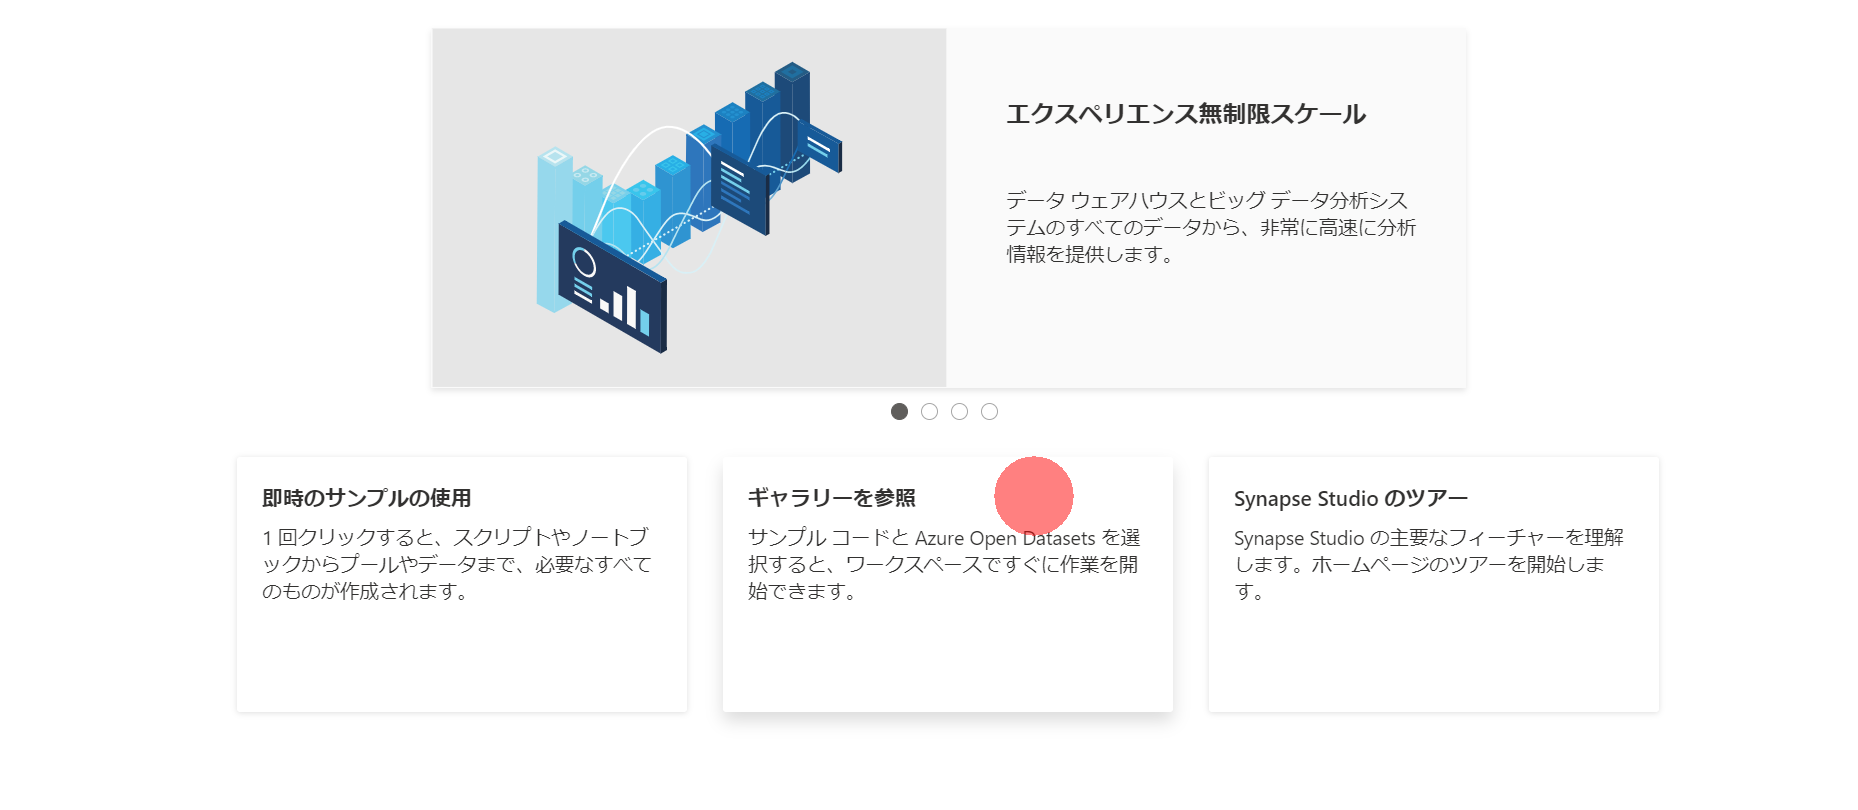 エクスペリエンス無制限スケール
データ ウェアハウスとビッグ データ分析シス
テムのすべてのデータから、非常に高速に分析
情報を提供します。
即時のサンプルの使用
1 回クリックすると、スクリプトやノートブ
ックからプールやデータまで、必要なすべて
のものが作成されます。
ギャラリーを参照
サンプル コードと Azure Open Datasets を選
択すると、ワークスペースですぐに作業を開
始できます。
Synapse Studio のツアー
Synapse Studio の主要なフィーチャーを理解
します。ホームページのツアーを開始しま
す。